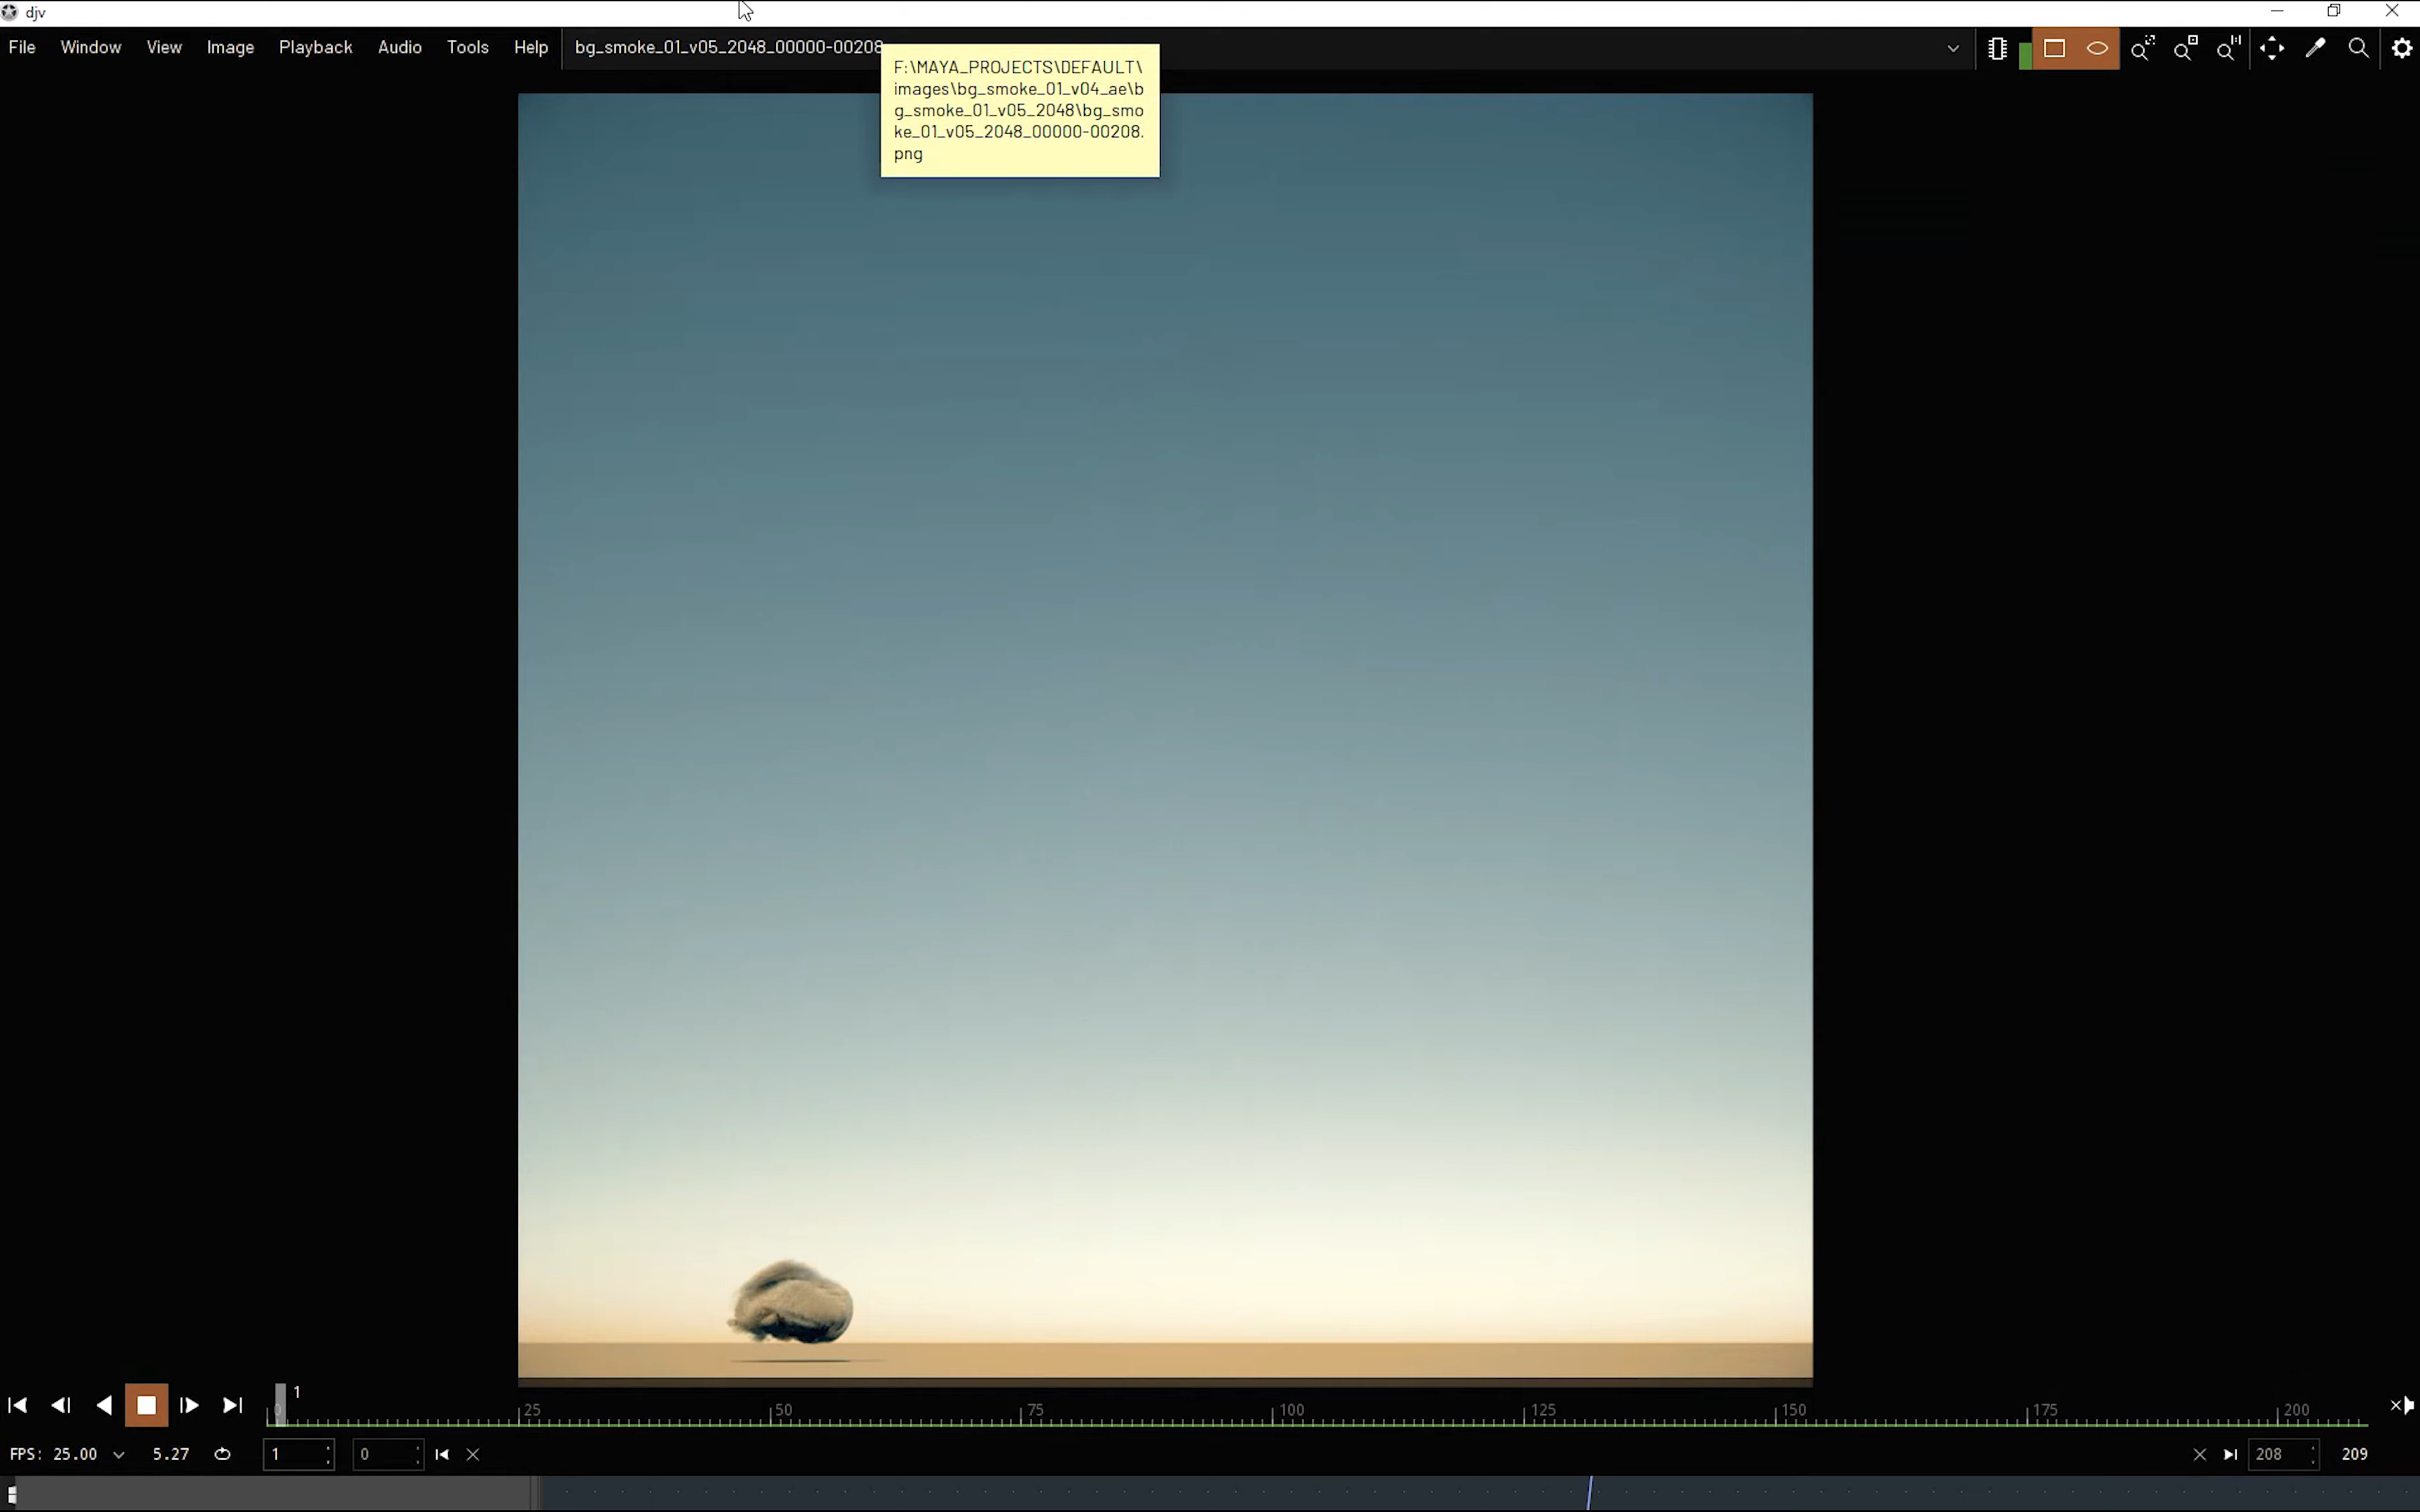 djv
File Window View Image Playback Audio Tools Help bg_smoke_01_v05_2048_00000-00208
F:\MAYA_PROJECTS\DEFAULT\
images\bg_smoke_01_v04_ae\b
g_smoke_01_v05_2048\bg_smo
ke_01_v05_2048_00000-00208.
png
1
0 25 50 75 100 125 150 175 200
FPS: 25.00 5.27 1 0 208 209